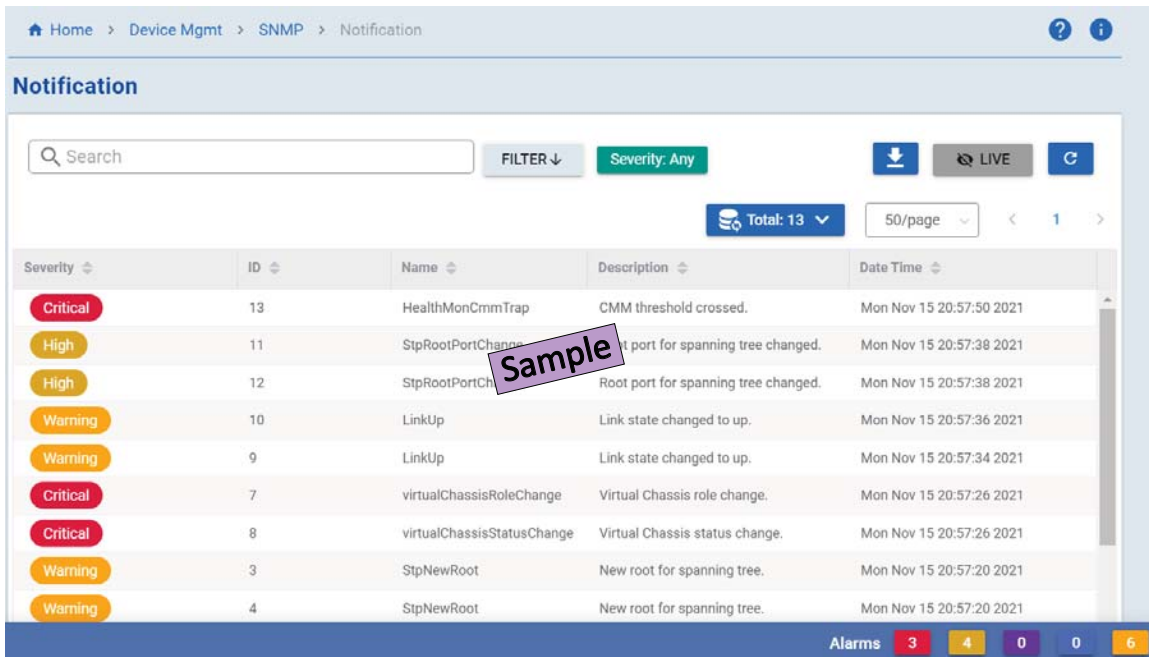 Home > Device Mgmt > SNMP > Notification
Notification
Search FILTER Severity: Any LIVE
Total: 13 50/page < 1 >
Severity ID Name Description Date Time
Critical 13 HealthMonCmmTrap CMM threshold crossed. Mon Nov 15 20:57:50 2021
High 11 StpRootPortChange port for spanning tree changed. Mon Nov 15 20:57:38 2021
Sample
High 12 Root port for spanning tree changed. Mon Nov 15 20:57:38 2021
Warning 10 LinkUp Link state changed to up. Mon Nov 15 20:57:36 2021
Warning 9 LinkUp Link state changed to up. Mon Nov 15 20:57:34 2021
Critical 7 virtualChassisRoleChange Virtual Chassis role change. Mon Nov 15 20:57:26 2021
Critical 8 virtualChassisStatusChange Virtual Chassis status change. Mon Nov 15 20:57:26 2021
Warning 3 StpNewRoot New root for spanning tree. Mon Nov 15 20:57:20 2021
Warning 4 StpNewRoot New root for spanning tree. Mon Nov 15 20:57:20 2021
Alarms 3 4 0 0 6